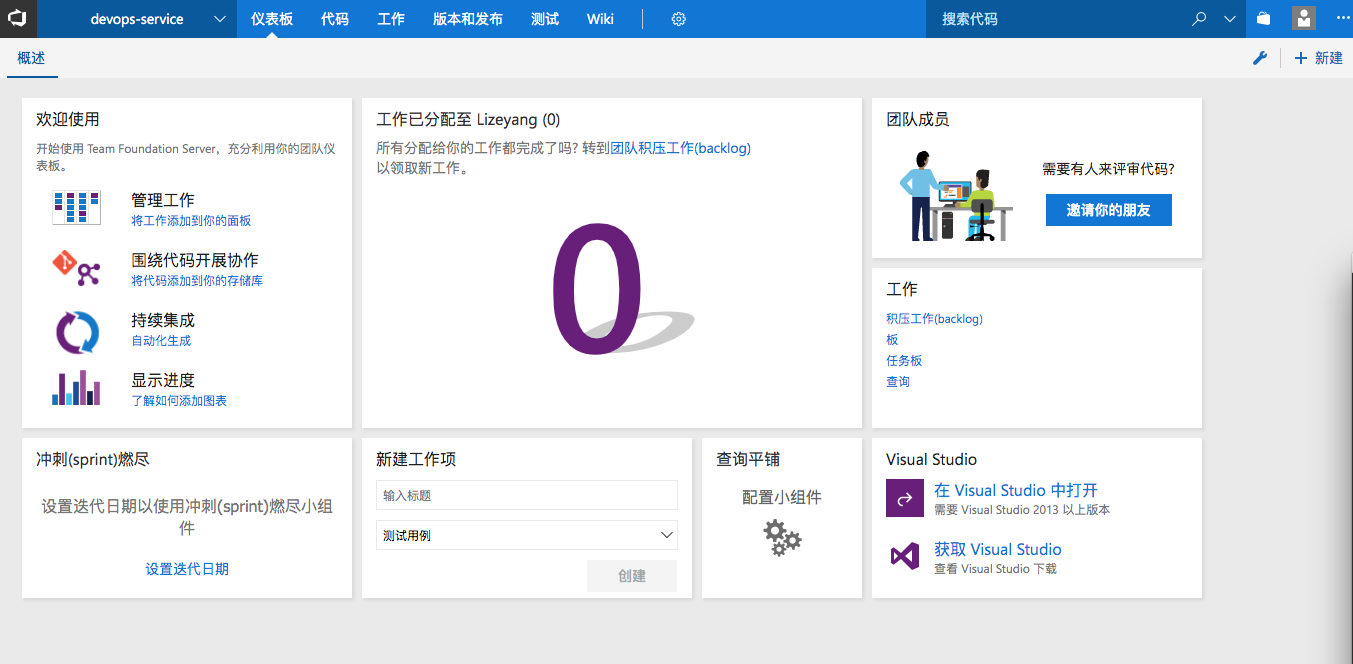 devops-service
仪表板 代码 工作 版本和发布 测试 Wiki
搜索代码
概述
新建
欢迎使用
开始使用 Team Foundation Server，充分利用你的团队仪
表板。
管理工作
将工作添加到你的面板
围绕代码开展协作
将代码添加到你的存储库
持续集成
自动化生成
显示进度
了解如何添加图表
工作已分配至 Lizeyang (0)
所有分配给你的工作都完成了吗? 转到团队积压工作(backlog)
以领取新工作。
0
团队成员
需要有人来评审代码?
邀请你的朋友
工作
积压工作(backlog)
板
任务板
查询
冲刺(sprint)燃尽
设置迭代日期以使用冲刺(sprint)燃尽小组
件
设置迭代日期
新建工作项
输入标题
测试用例
创建
查询平铺
配置小组件
Visual Studio
在 Visual Studio 中打开
需要 Visual Studio 2013 以上版本
获取 Visual Studio
查看 Visual Studio 下载